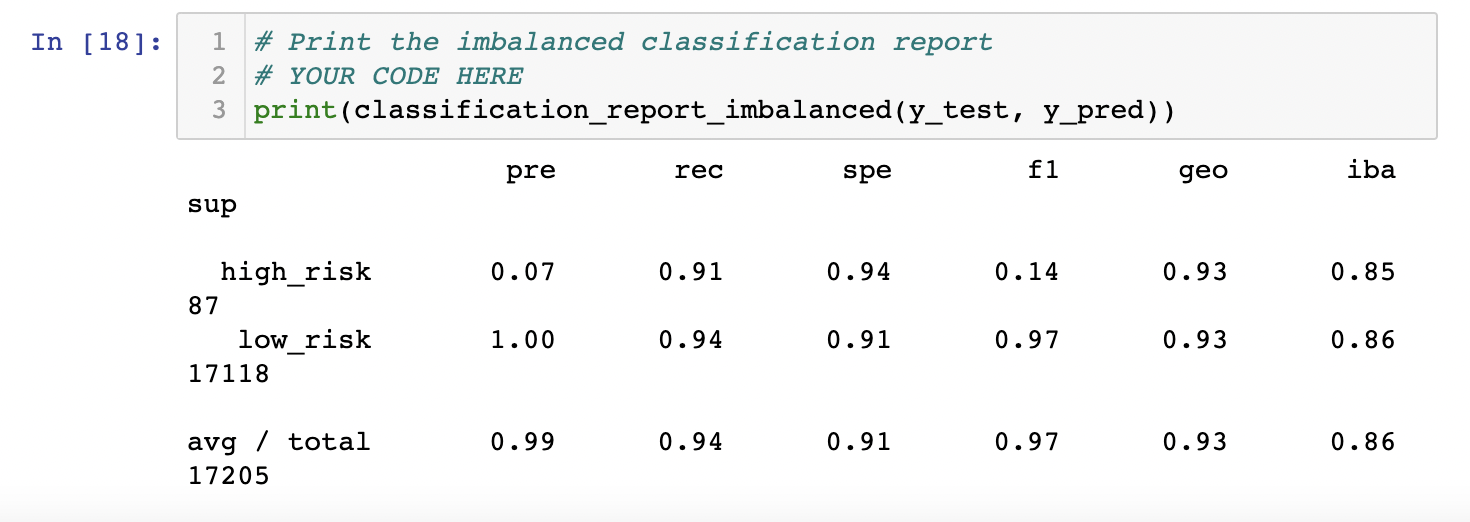 In [18]: 1 # Print the imbalanced classification report
2 # YOUR CODE HERE
3 print(classification_report_imbalanced(y_test, y_pred))
pre rec spe f1 geo iba
sup
high_risk 0.07 0.91 0.94 0.14 0.93 0.85
87
low_risk 1.00 0.94 0.91 0.97 0.93 0.86
17118
avg / total 0.99 0.94 0.91 0.97 0.93 0.86
17205